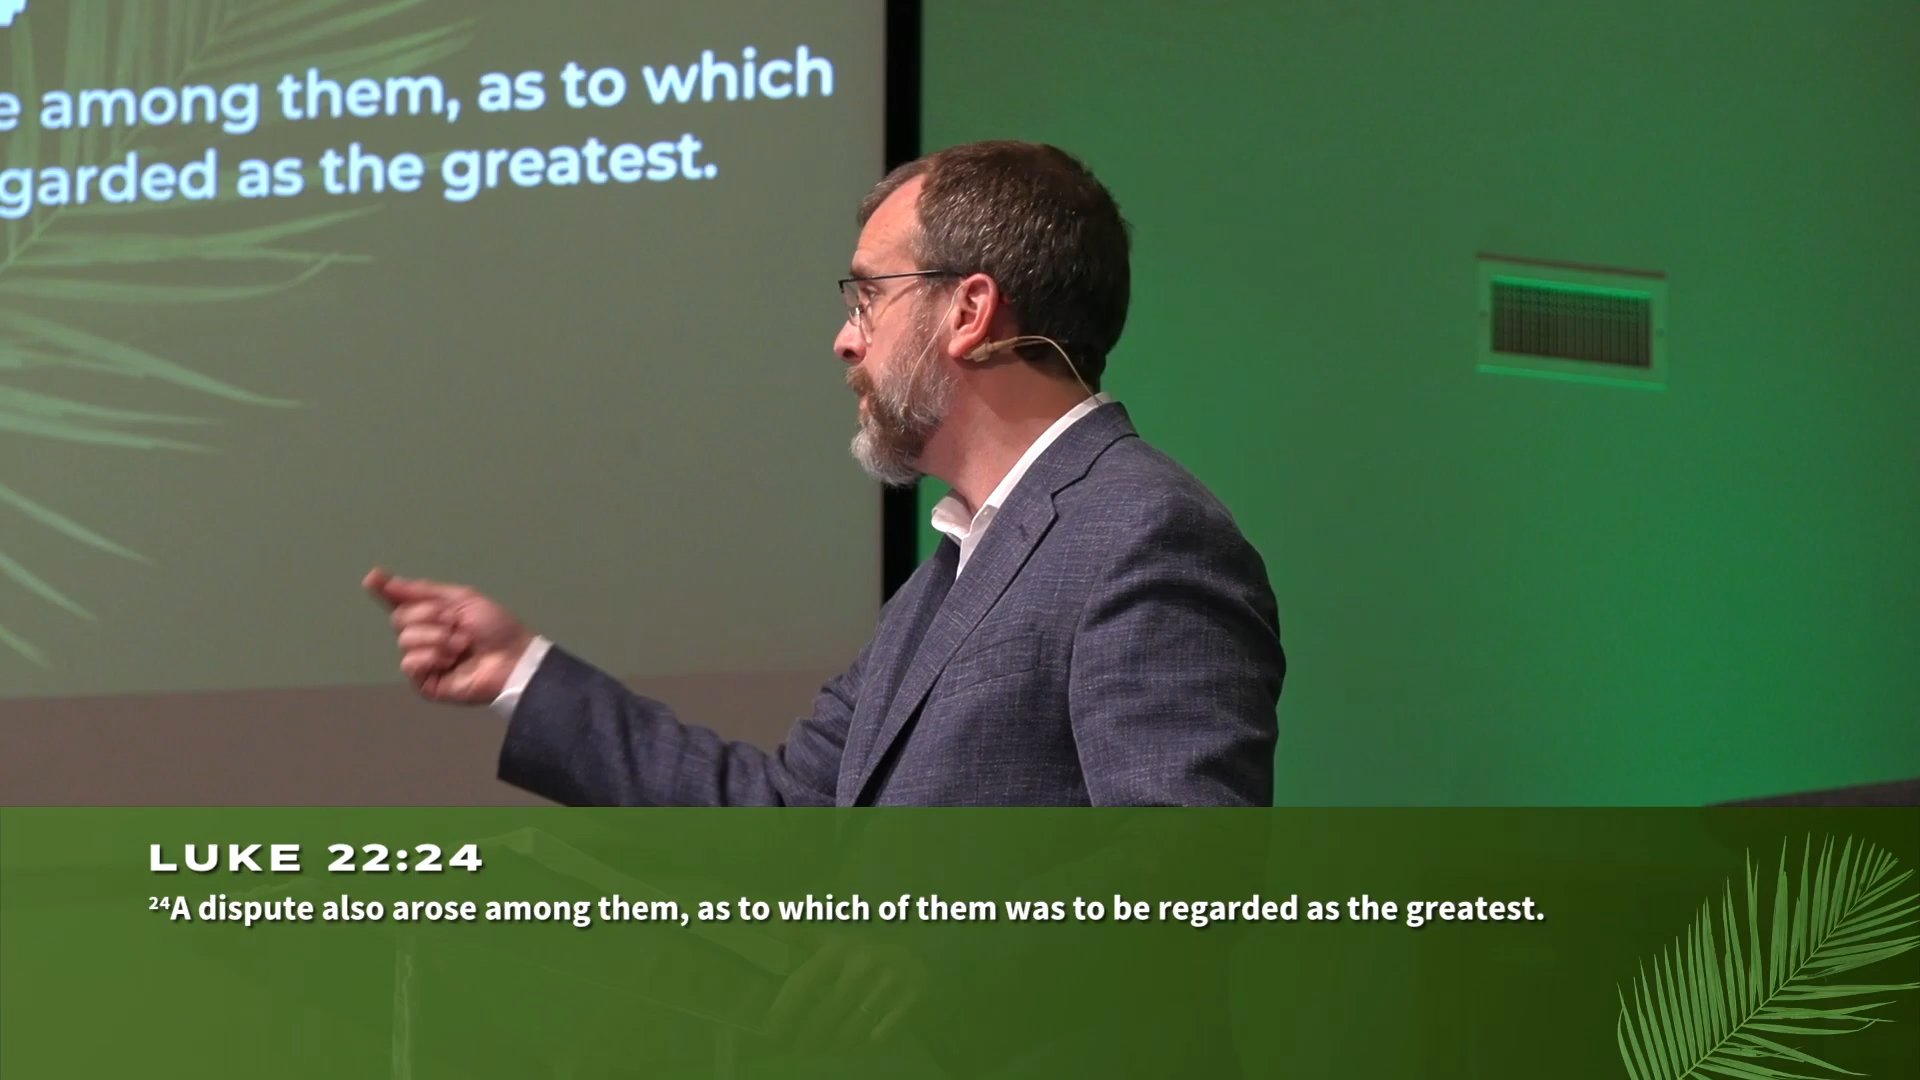 e among them, as to which
garded as the greatest.
LUKE 22:24
²⁴A dispute also arose among them, as to which of them was to be regarded as the greatest.